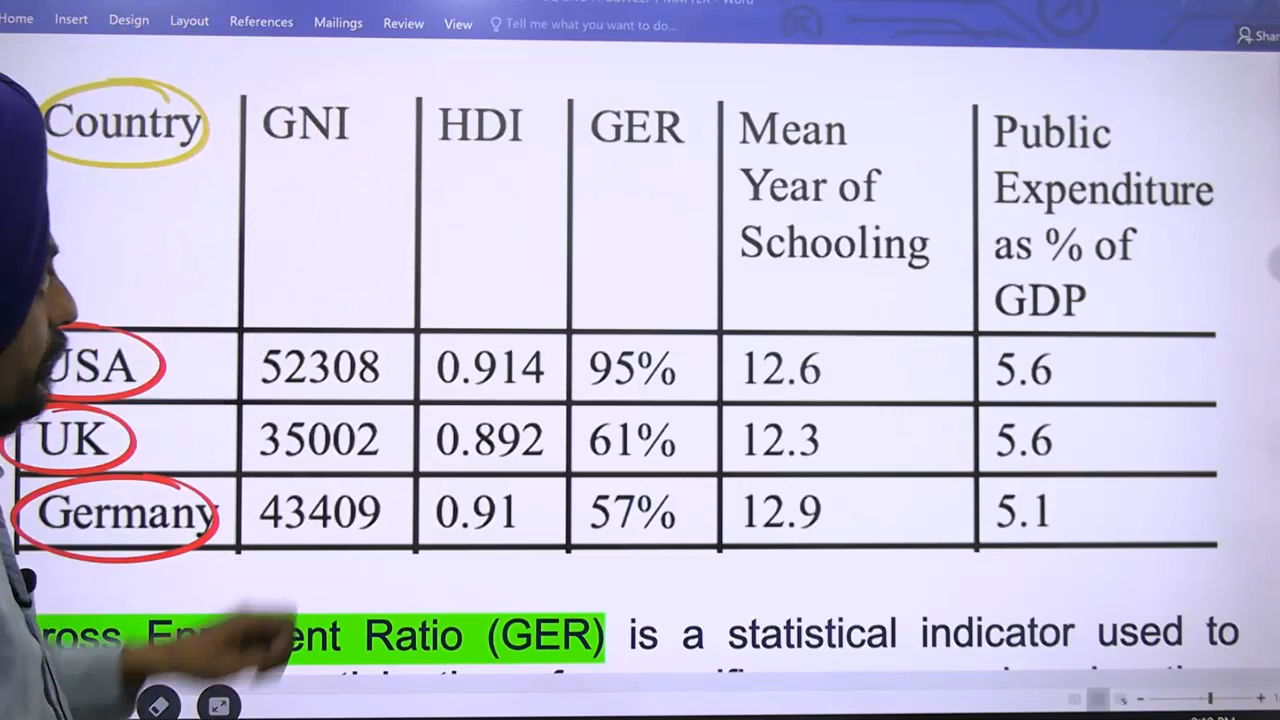 Home Insert Design Layout References Mailings Review View Tell me what you want to do...
Country GNI HDI GER Mean Year of Schooling Public Expenditure as % of GDP
USA 52308 0.914 95% 12.6 5.6
UK 35002 0.892 61% 12.3 5.6
Germany 43409 0.91 57% 12.9 5.1
Ratio (GER) is a statistical indicator used to